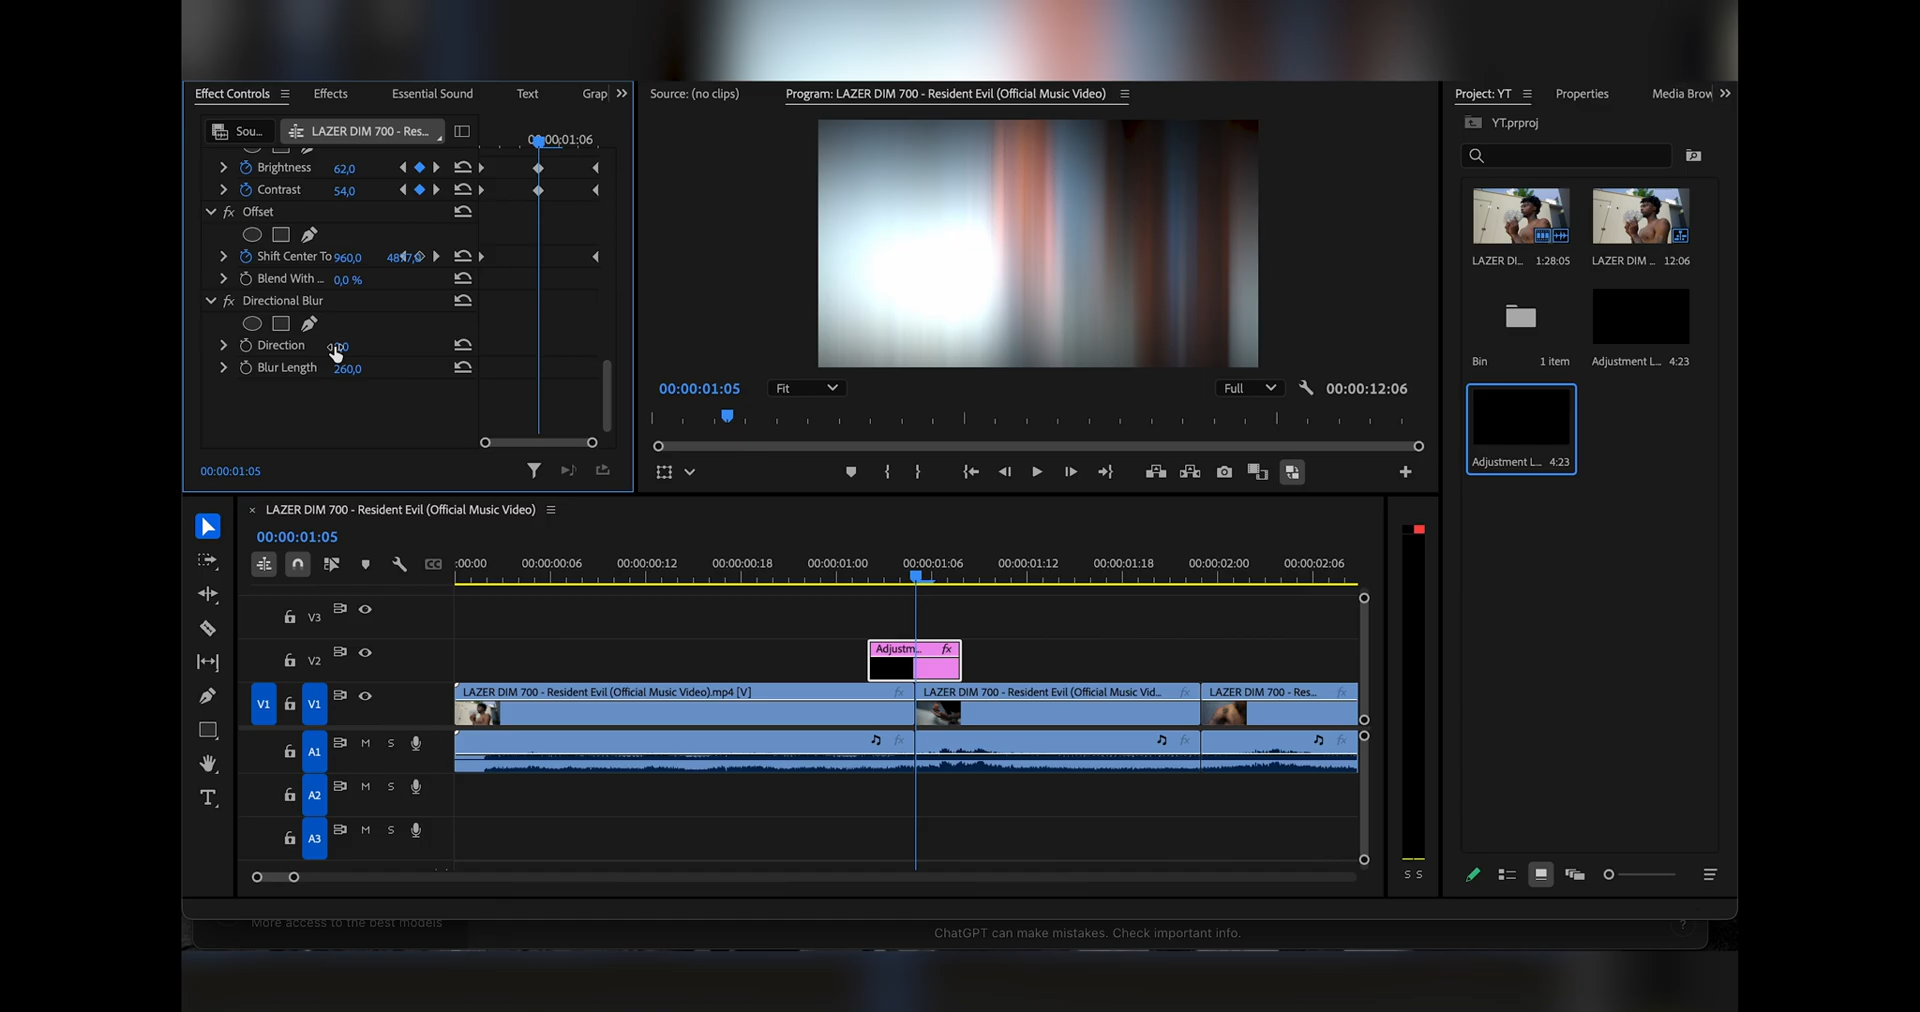 Effect Controls
Effects
Essential Sound
Text
Grap
Source: (no clips)
Program: LAZER DIM 700 - Resident Evil (Official Music Video)
Project: YT
Properties
Media Brow
Sou...
LAZER DIM 700 - Res...
00:00:01:06
YT.prproj
Brightness 62,0
Contrast 54,0
fx Offset
Shift Center To 960,0
Blend With ... 0,0 %
fx Directional Blur
Direction
Blur Length 260,0
LAZER DI... 1:28:05
LAZER DIM ... 12:06
Bin 1 item
Adjustment L... 4:23
Adjustment L... 4:23
00:00:01:05
Fit
Full
00:00:12:06
00:00:01:05
LAZER DIM 700 - Resident Evil (Official Music Video)
00:00:01:05
:00:00
00:00:00:06
00:00:00:12
00:00:00:18
00:00:01:00
00:00:01:06
00:00:01:12
00:00:01:18
00:00:02:00
00:00:02:06
CC
V3
V2
Adjustm... fx
V1
V1
LAZER DIM 700 - Resident Evil (Official Music Video).mp4 [V] fx
LAZER DIM 700 - Resident Evil (Official Music Vid... fx
LAZER DIM 700 - Res... fx
A1 M S
fx
fx
fx
A2 M S
A3 M S
S S
More access to the best models
ChatGPT can make mistakes. Check important info.
?